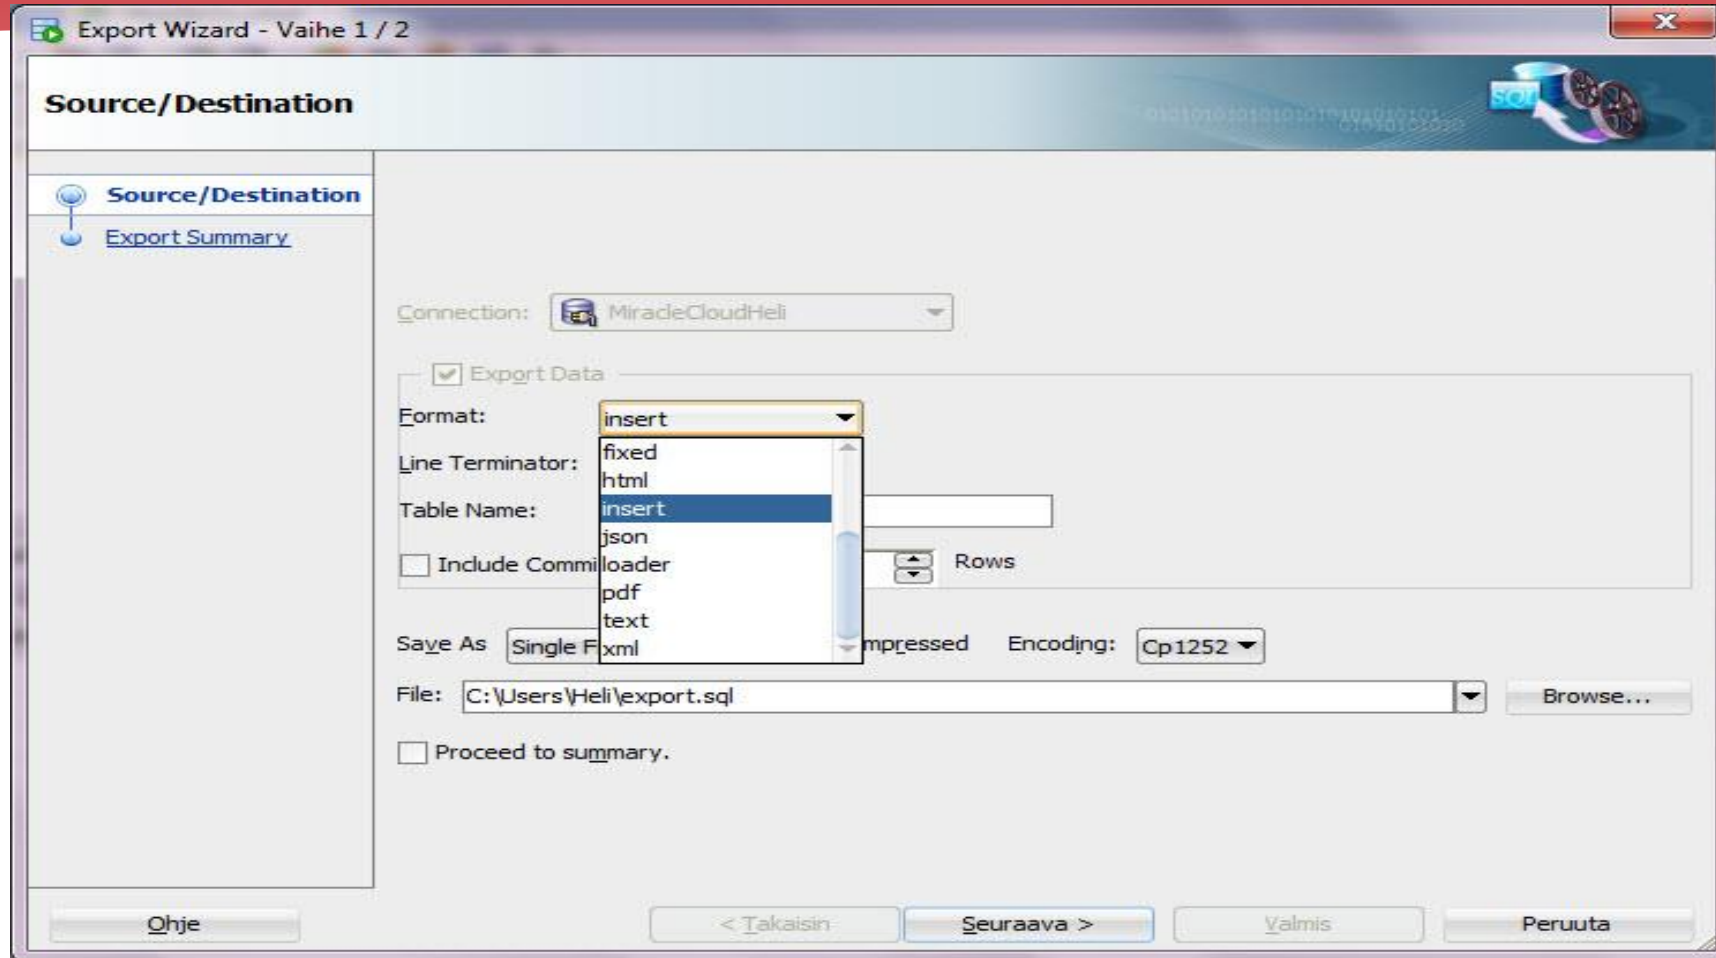 Export Wizard - Vaihe 1 / 2
Source/Destination
SQL
Source/Destination
Export Summary
Connection: MiracleCloudHeli
Export Data
Format: insert
fixed
html
insert
json
loader
pdf
text
xml
Line Terminator:
Table Name:
Include Commi
Rows
Save As Single F
mpressed
Encoding: Cp1252
File: C:\Users\Heli\export.sql
Browse...
Proceed to summary.
Ohje
< Takaisin
Seuraava >
Valmis
Peruuta